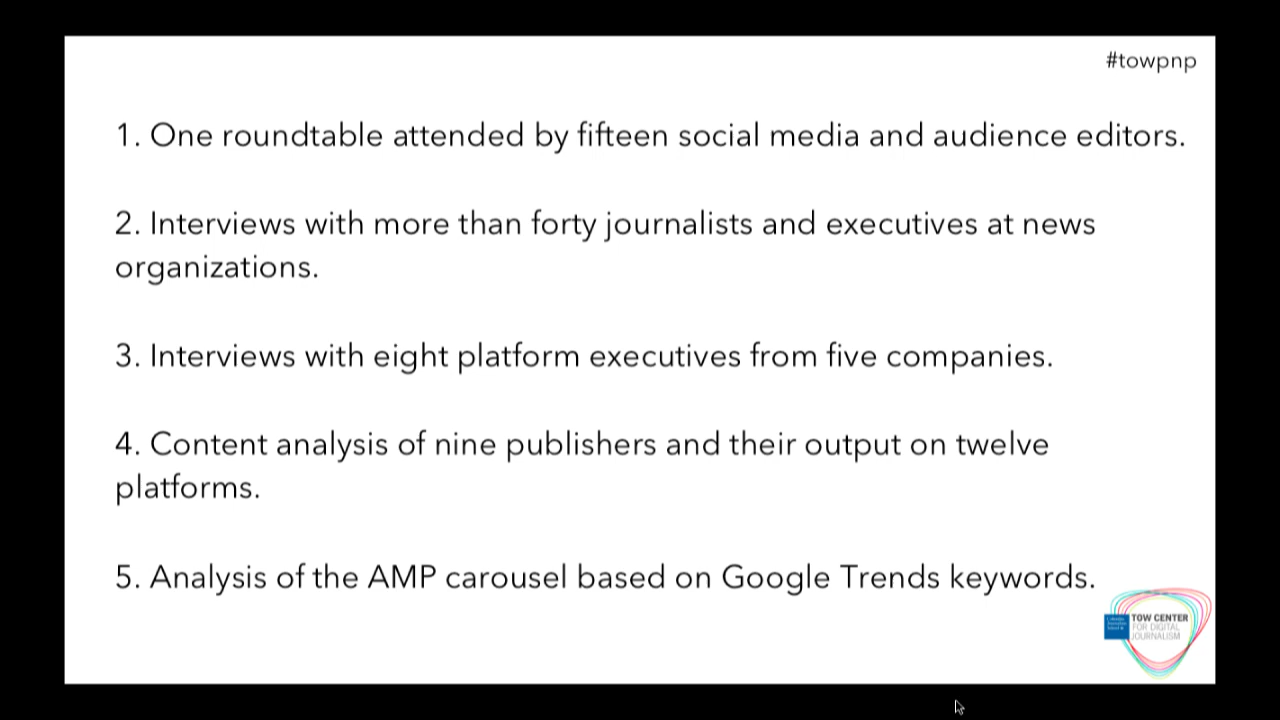 #towpnp
1. One roundtable attended by fifteen social media and audience editors.
2. Interviews with more than forty journalists and executives at news
organizations.
3. Interviews with eight platform executives from five companies.
4. Content analysis of nine publishers and their output on twelve
platforms.
5. Analysis of the AMP carousel based on Google Trends keywords.
TOW CENTER
FOR DIGITAL
JOURNALISM